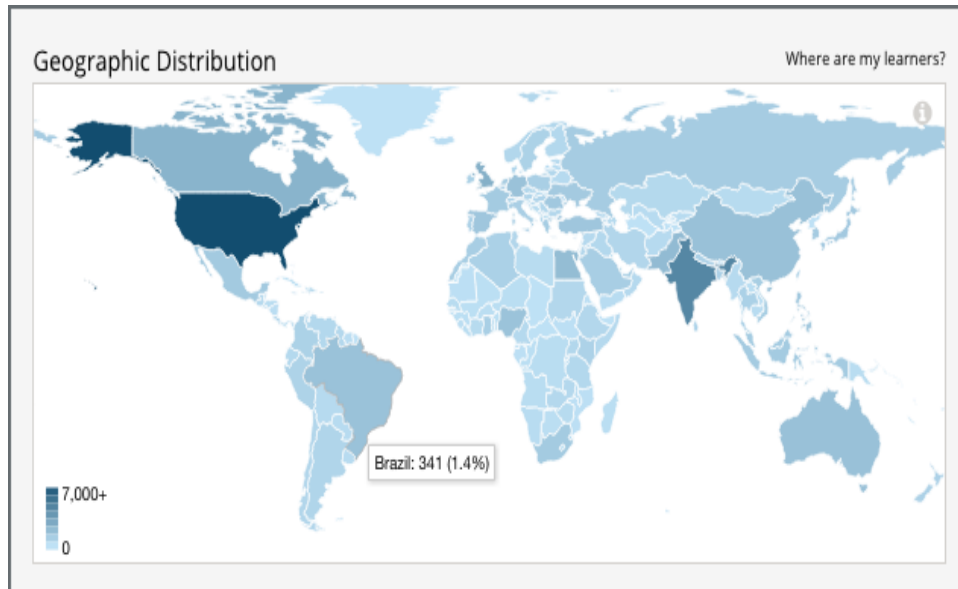 Geographic Distribution
Where are my learners?
Brazil: 341 (1.4%)
7,000+
0